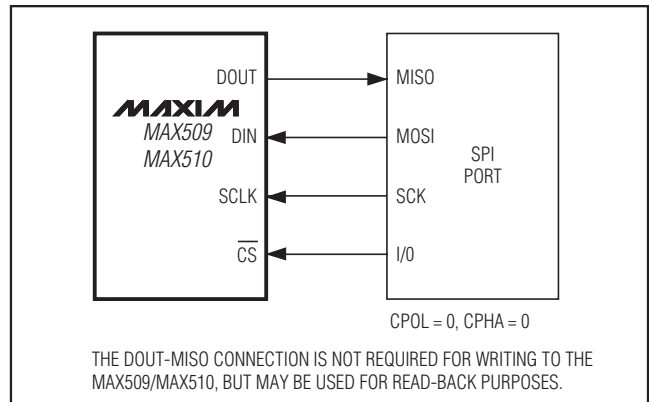 DOUT MISO
MAXIM
MAX509 DIN MOSI
MAX510
SPI
PORT
SCLK SCK
CS I/0
CPOL = 0, CPHA = 0
THE DOUT-MISO CONNECTION IS NOT REQUIRED FOR WRITING TO THE
MAX509/MAX510, BUT MAY BE USED FOR READ-BACK PURPOSES.